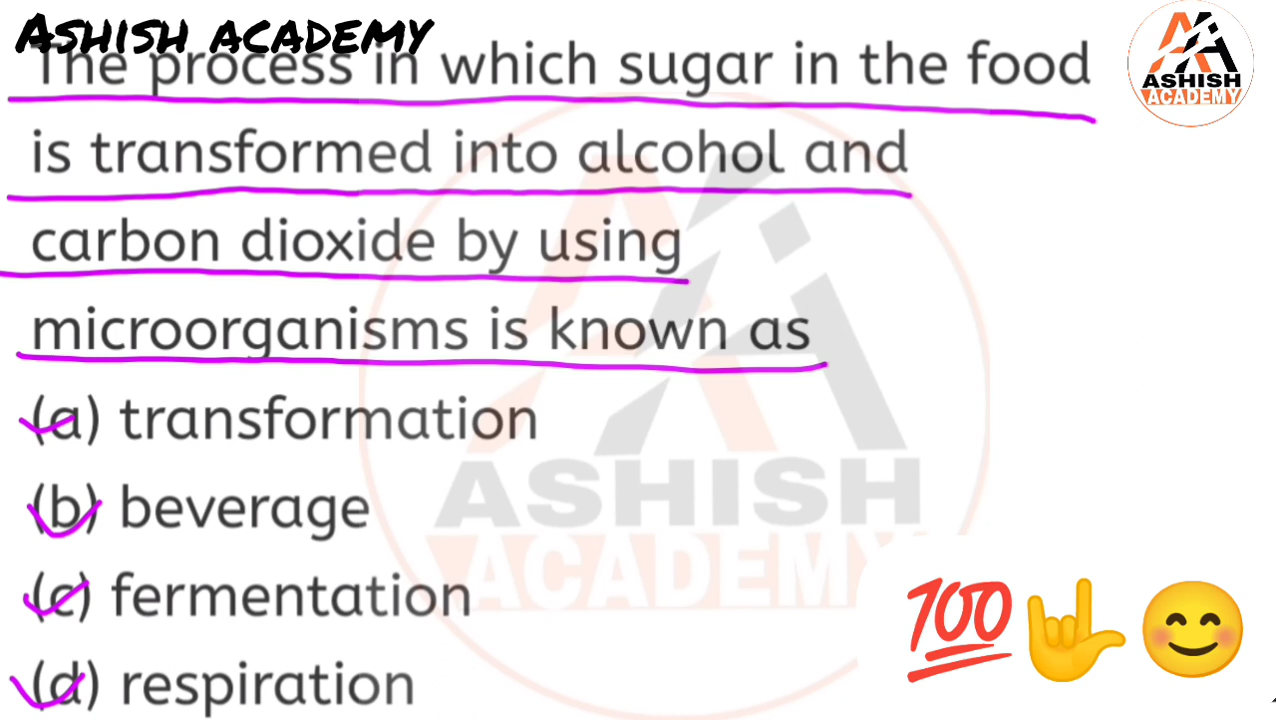 ASHISH ACADEMY
The process in which sugar in the food
is transformed into alcohol and
carbon dioxide by using
microorganisms is known as
(a) transformation
(b) beverage
(c) fermentation
(d) respiration
ASHISH
ACADEMY
ASHISH
ACADEMY
100